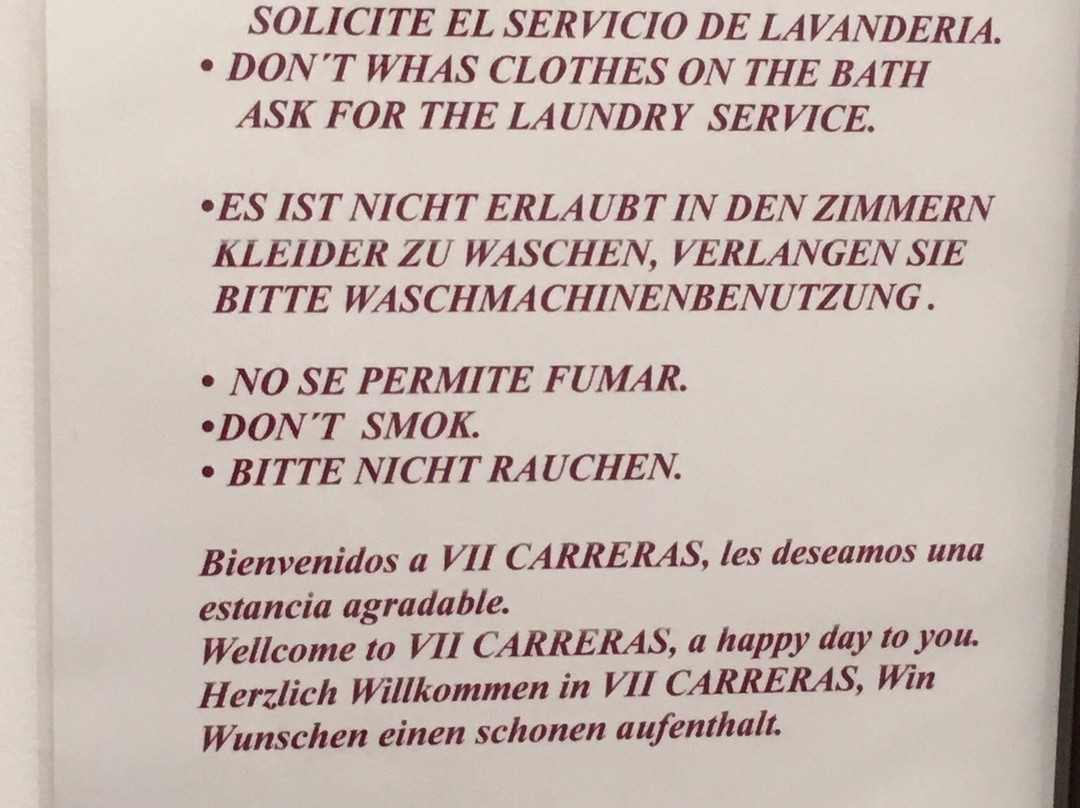 SOLICITE EL SERVICIO DE LAVANDERIA.
• DON´T WHAS CLOTHES ON THE BATH
ASK FOR THE LAUNDRY SERVICE.
•ES IST NICHT ERLAUBT IN DEN ZIMMERN
KLEIDER ZU WASCHEN, VERLANGEN SIE
BITTE WASCHMACHINENBENUTZUNG.
• NO SE PERMITE FUMAR.
•DON´T SMOK.
• BITTE NICHT RAUCHEN.
Bienvenidos a VII CARRERAS, les deseamos una
estancia agradable.
Wellcome to VII CARRERAS, a happy day to you.
Herzlich Willkommen in VII CARRERAS, Win
Wunschen einen schonen aufenthalt.